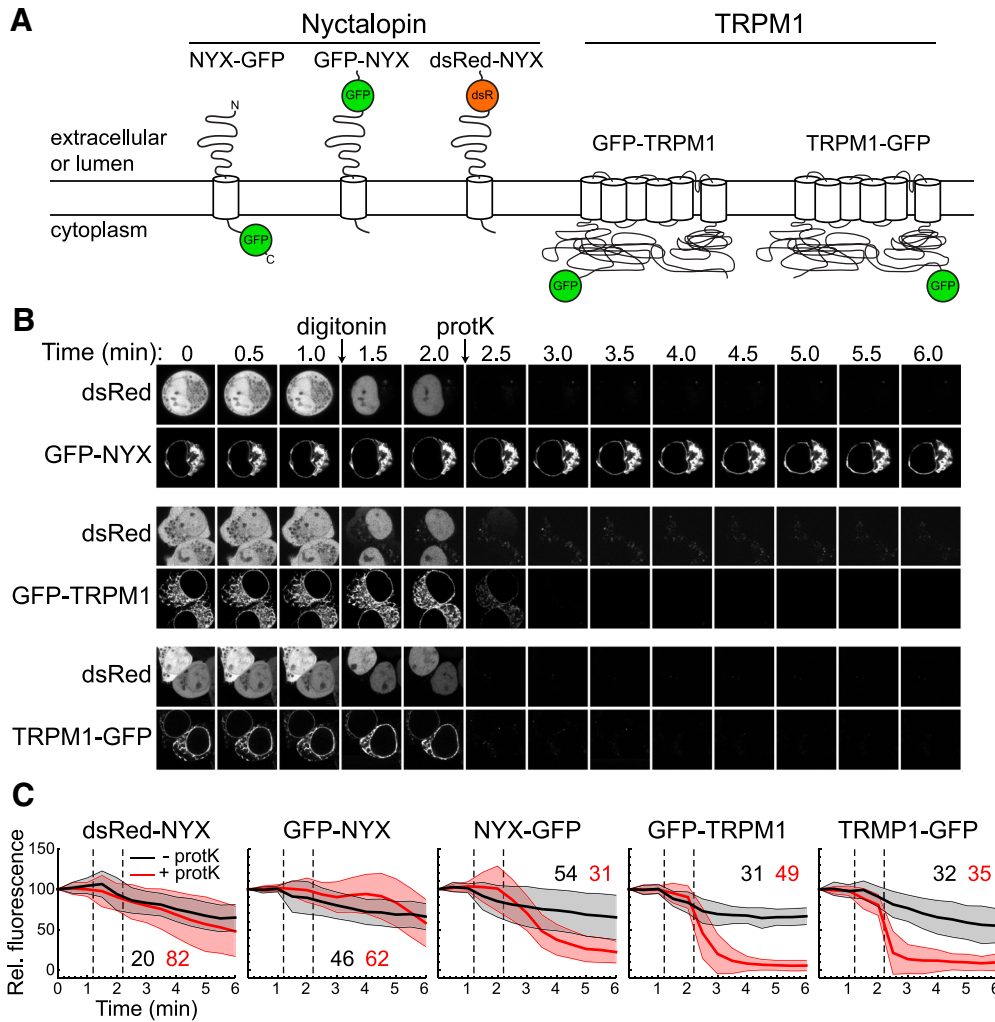 A
Nyctalopin
TRPM1
NYX-GFP GFP-NYX dsRed-NYX
N
GFP
dsR
extracellular
or lumen
GFP-TRPM1
TRPM1-GFP
cytoplasm
GFP
C
GFP
GFP
B
digitonin
protK
Time (min): 0 0.5 1.0 1.5 2.0 2.5 3.0 3.5 4.0 4.5 5.0 5.5 6.0
dsRed
GFP-NYX
dsRed
GFP-TRPM1
dsRed
TRPM1-GFP
C
dsRed-NYX
GFP-NYX
NYX-GFP
GFP-TRPM1
TRMP1-GFP
Rel. fluorescence
150
100
50
0
- protK
+ protK
20 82
46 62
54 31
31 49
32 35
0 1 2 3 4 5 6
1 2 3 4 5 6
1 2 3 4 5 6
1 2 3 4 5 6
1 2 3 4 5 6
Time (min)